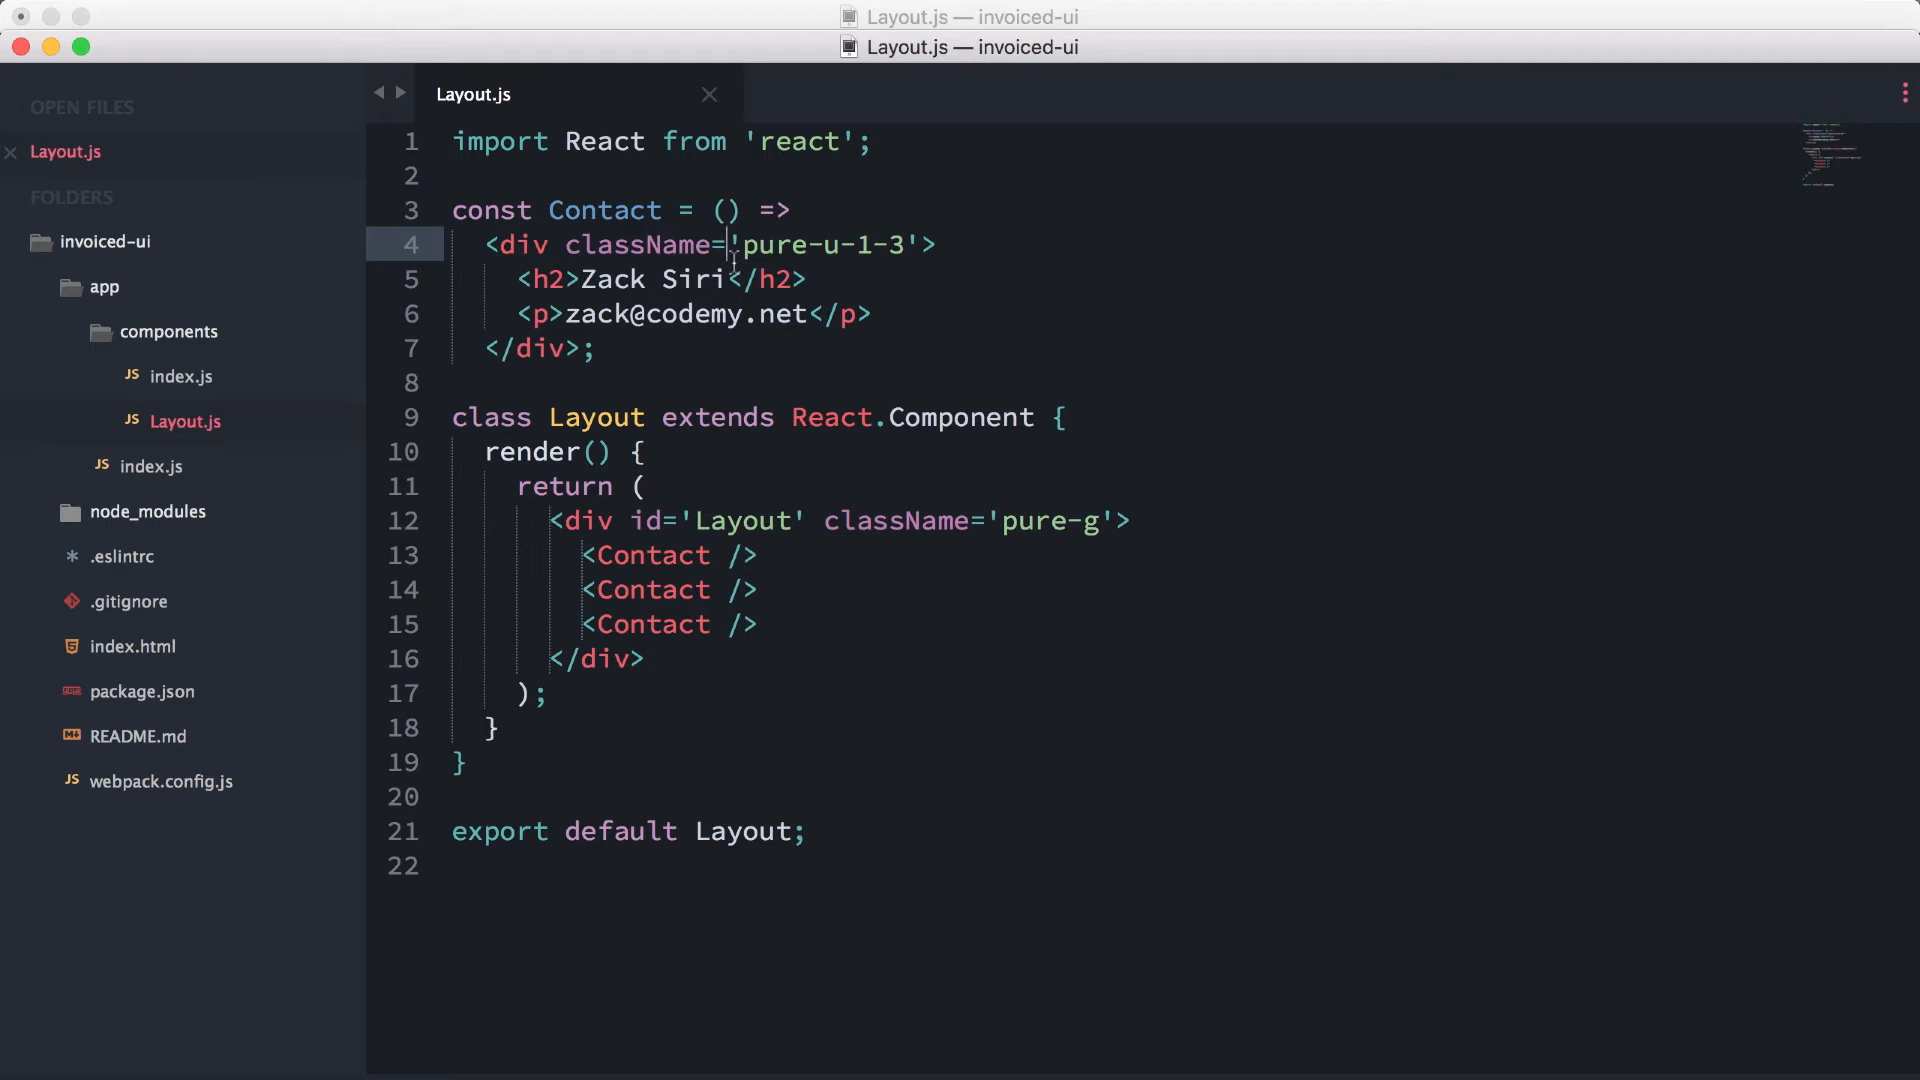 Layout.js — invoiced-ui
Layout.js — invoiced-ui
OPEN FILES
Layout.js
FOLDERS
invoiced-ui
app
components
JS index.js
JS Layout.js
JS index.js
node_modules
.eslintrc
.gitignore
index.html
package.json
README.md
JS webpack.config.js
Layout.js
1 import React from 'react';
2
3 const Contact = () =>
4 <div className='pure-u-1-3'>
5 <h2>Zack Siri</h2>
6 <p>zack@codemy.net</p>
7 </div>;
8
9 class Layout extends React.Component {
10 render() {
11 return (
12 <div id='Layout' className='pure-g'>
13 <Contact />
14 <Contact />
15 <Contact />
16 </div>
17 );
18 }
19 }
20
21 export default Layout;
22